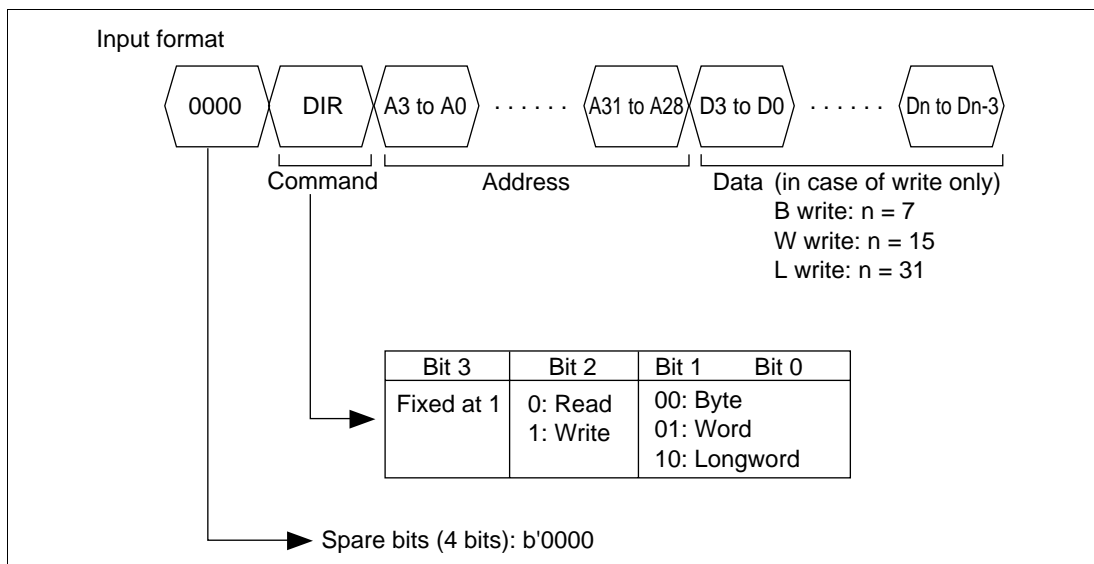 Input format
0000 DIR A3 to A0 · · · · · · A31 to A28 D3 to D0 · · · · · · Dn to Dn-3
Command Address Data (in case of write only)
B write: n = 7
W write: n = 15
L write: n = 31
Bit 3 Bit 2 Bit 1 Bit 0
Fixed at 1 0: Read 00: Byte
1: Write 01: Word
10: Longword
Spare bits (4 bits): b'0000